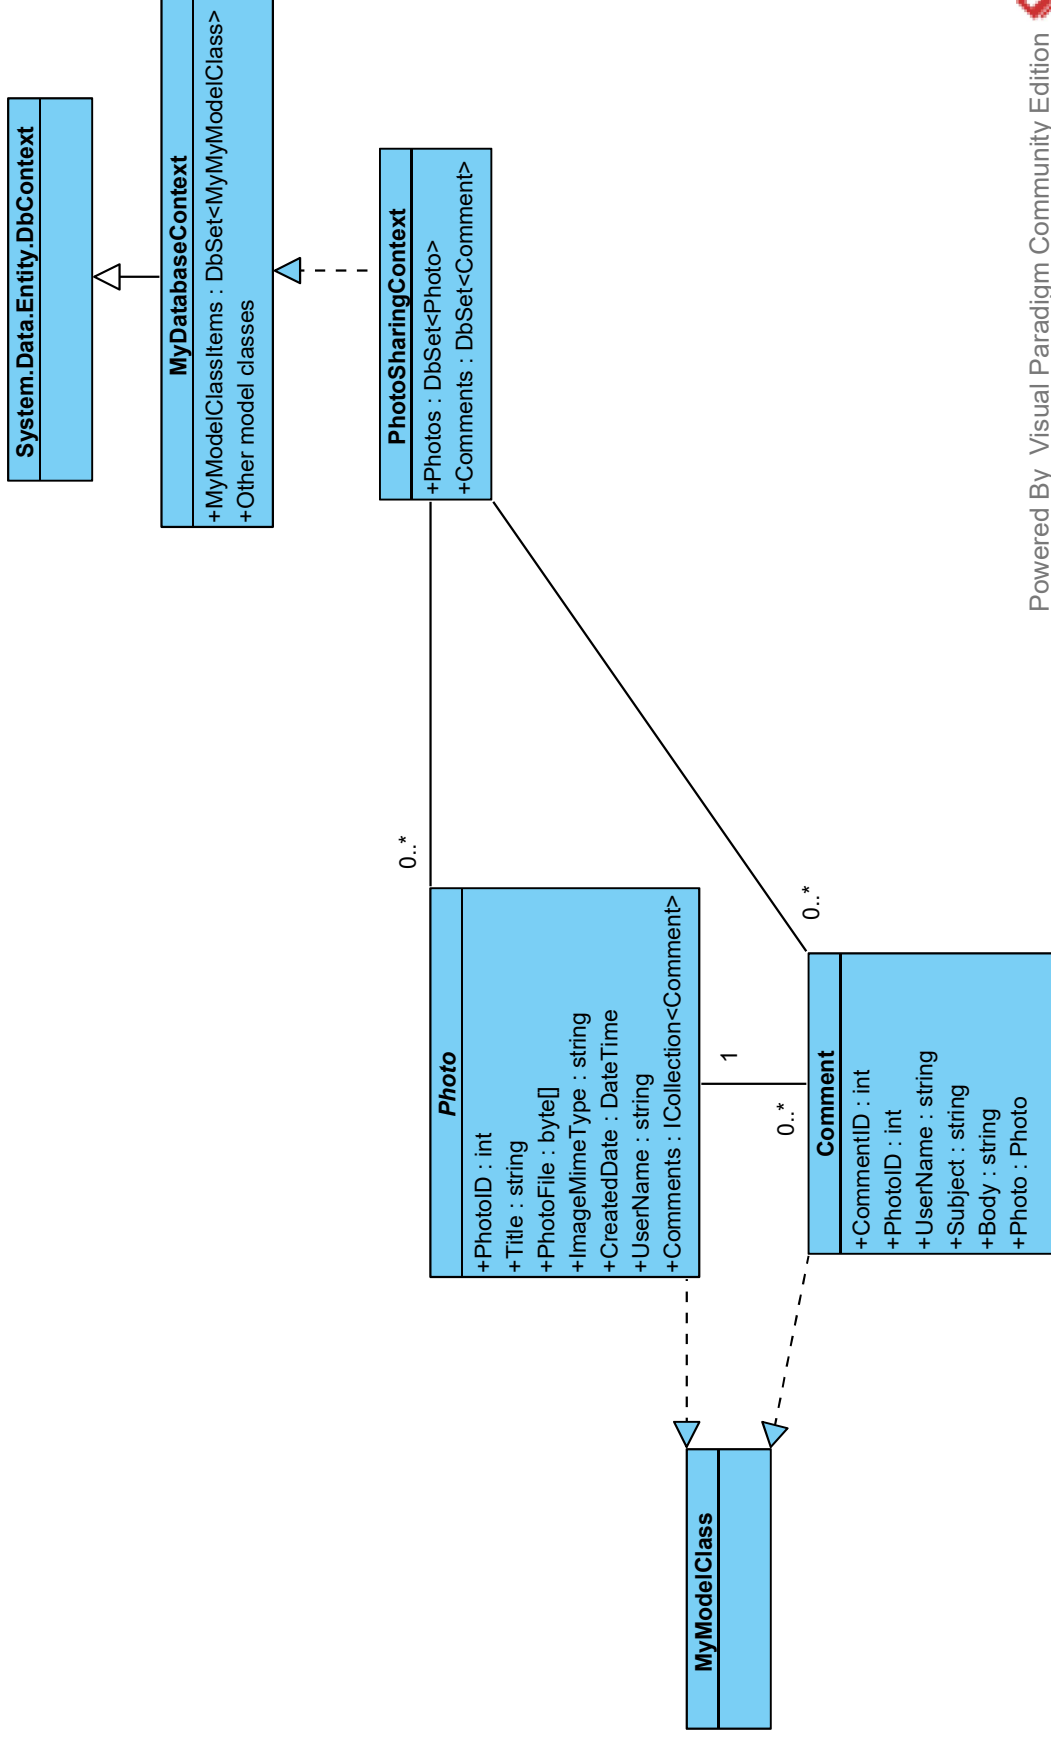 System.Data.Entity.DbContext
MyDatabaseContext
+MyModelClassItems : DbSet<MyMyModelClass>
+Other model classes
PhotoSharingContext
+Photos : DbSet<Photo>
+Comments : DbSet<Comment>
0..*
0..*
Photo
+PhotoID : int
+Title : string
+PhotoFile : byte[]
+ImageMimeType : string
+CreatedDate : DateTime
+UserName : string
+Comments : ICollection<Comment>
1
0..*
Comment
+CommentID : int
+PhotoID : int
+UserName : string
+Subject : string
+Body : string
+Photo : Photo
MyModelClass
Powered By Visual Paradigm Community Edition